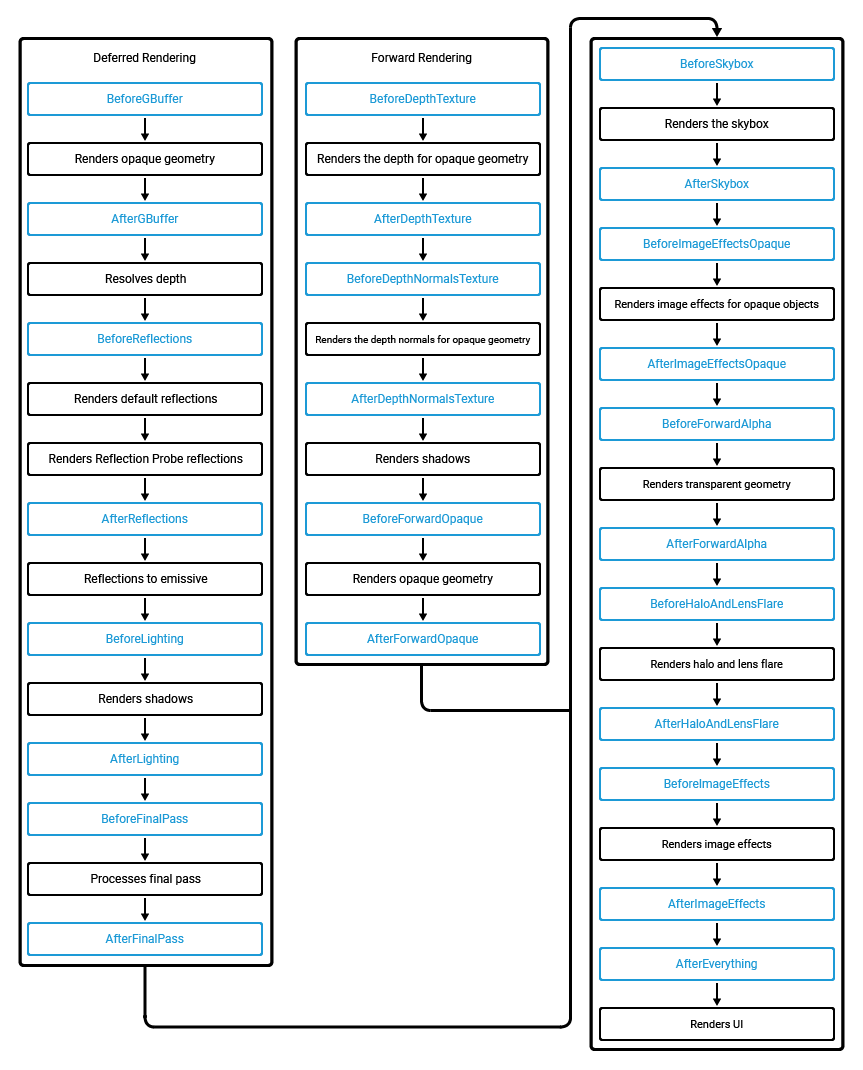 Deferred Rendering
BeforeGBuffer
Renders opaque geometry
AfterGBuffer
Resolves depth
BeforeReflections
Renders default reflections
Renders Reflection Probe reflections
AfterReflections
Reflections to emissive
BeforeLighting
Renders shadows
AfterLighting
BeforeFinalPass
Processes final pass
AfterFinalPass
Forward Rendering
BeforeDepthTexture
Renders the depth for opaque geometry
AfterDepthTexture
BeforeDepthNormalsTexture
Renders the depth normals for opaque geometry
AfterDepthNormalsTexture
Renders shadows
BeforeForwardOpaque
Renders opaque geometry
AfterForwardOpaque
BeforeSkybox
Renders the skybox
AfterSkybox
BeforeImageEffectsOpaque
Renders image effects for opaque objects
AfterImageEffectsOpaque
BeforeForwardAlpha
Renders transparent geometry
AfterForwardAlpha
BeforeHaloAndLensFlare
Renders halo and lens flare
AfterHaloAndLensFlare
BeforeImageEffects
Renders image effects
AfterImageEffects
AfterEverything
Renders UI